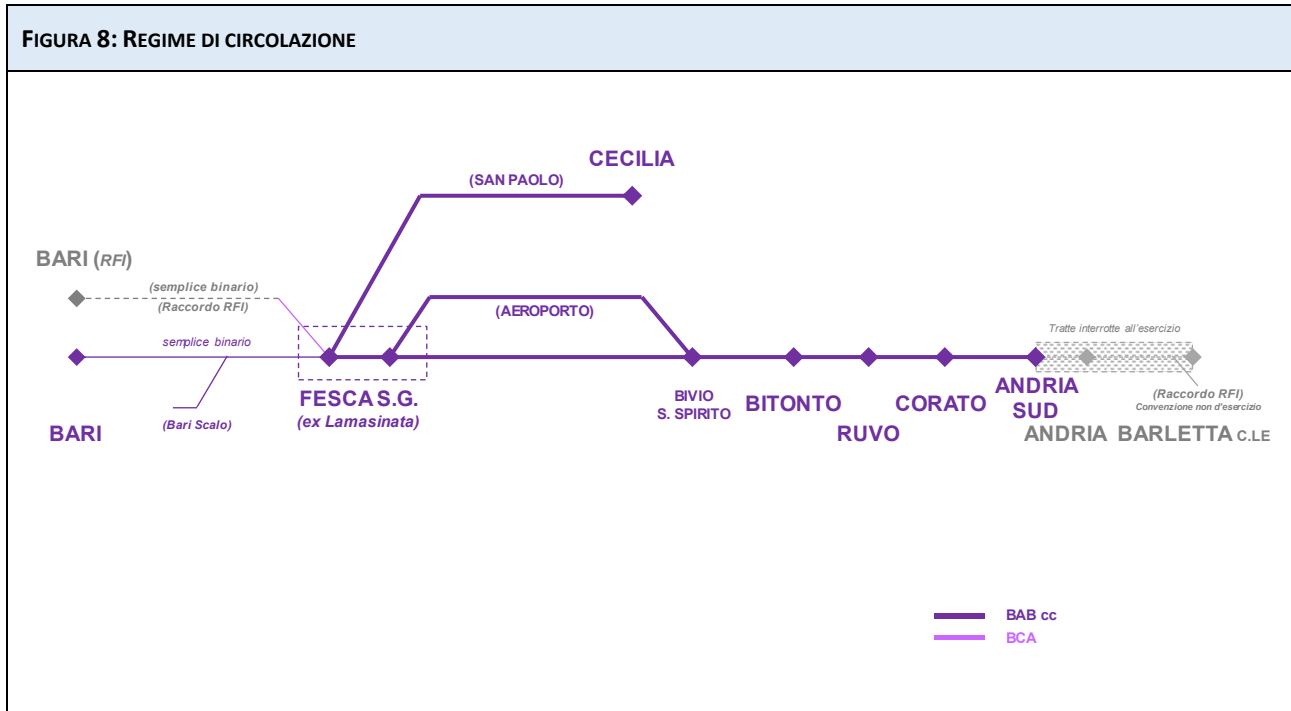 FIGURA 8: REGIME DI CIRCOLAZIONE
CECILIA
(SAN PAOLO)
BARI (RFI)
(semplice binario)
(Raccordo RFI)
(AEROPORTO)
Tratte interrotte all'esercizio
semplice binario
(Bari Scalo)
BARI
FESCA S.G.
(ex Lamasinata)
BIVIO
S. SPIRITO
BITONTO
RUVO
CORATO
ANDRIA
SUD
(Raccordo RFI)
Convenzione non d'esercizio
ANDRIA
BARLETTA C.LE
BAB cc
BCA